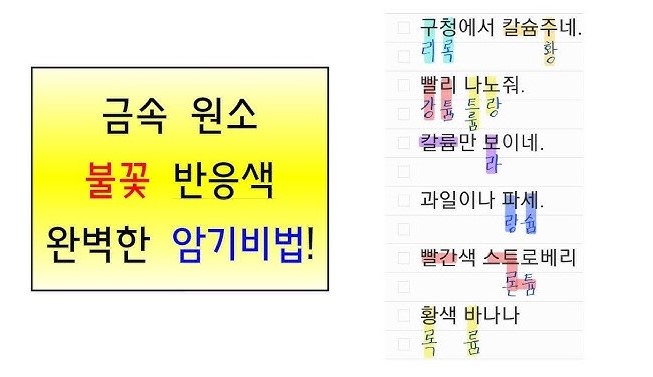 금속 원소
불꽃 반응색
완벽한 암기비법!
구청에서 칼슘주네.
리 록 황
빨리 나노줘.
강 튬 트륨 랑
칼륨만 보이네.
라
과일이나 파세.
랑 슘
빨간색 스트로베리
론튬
황색 바나나
록 륨